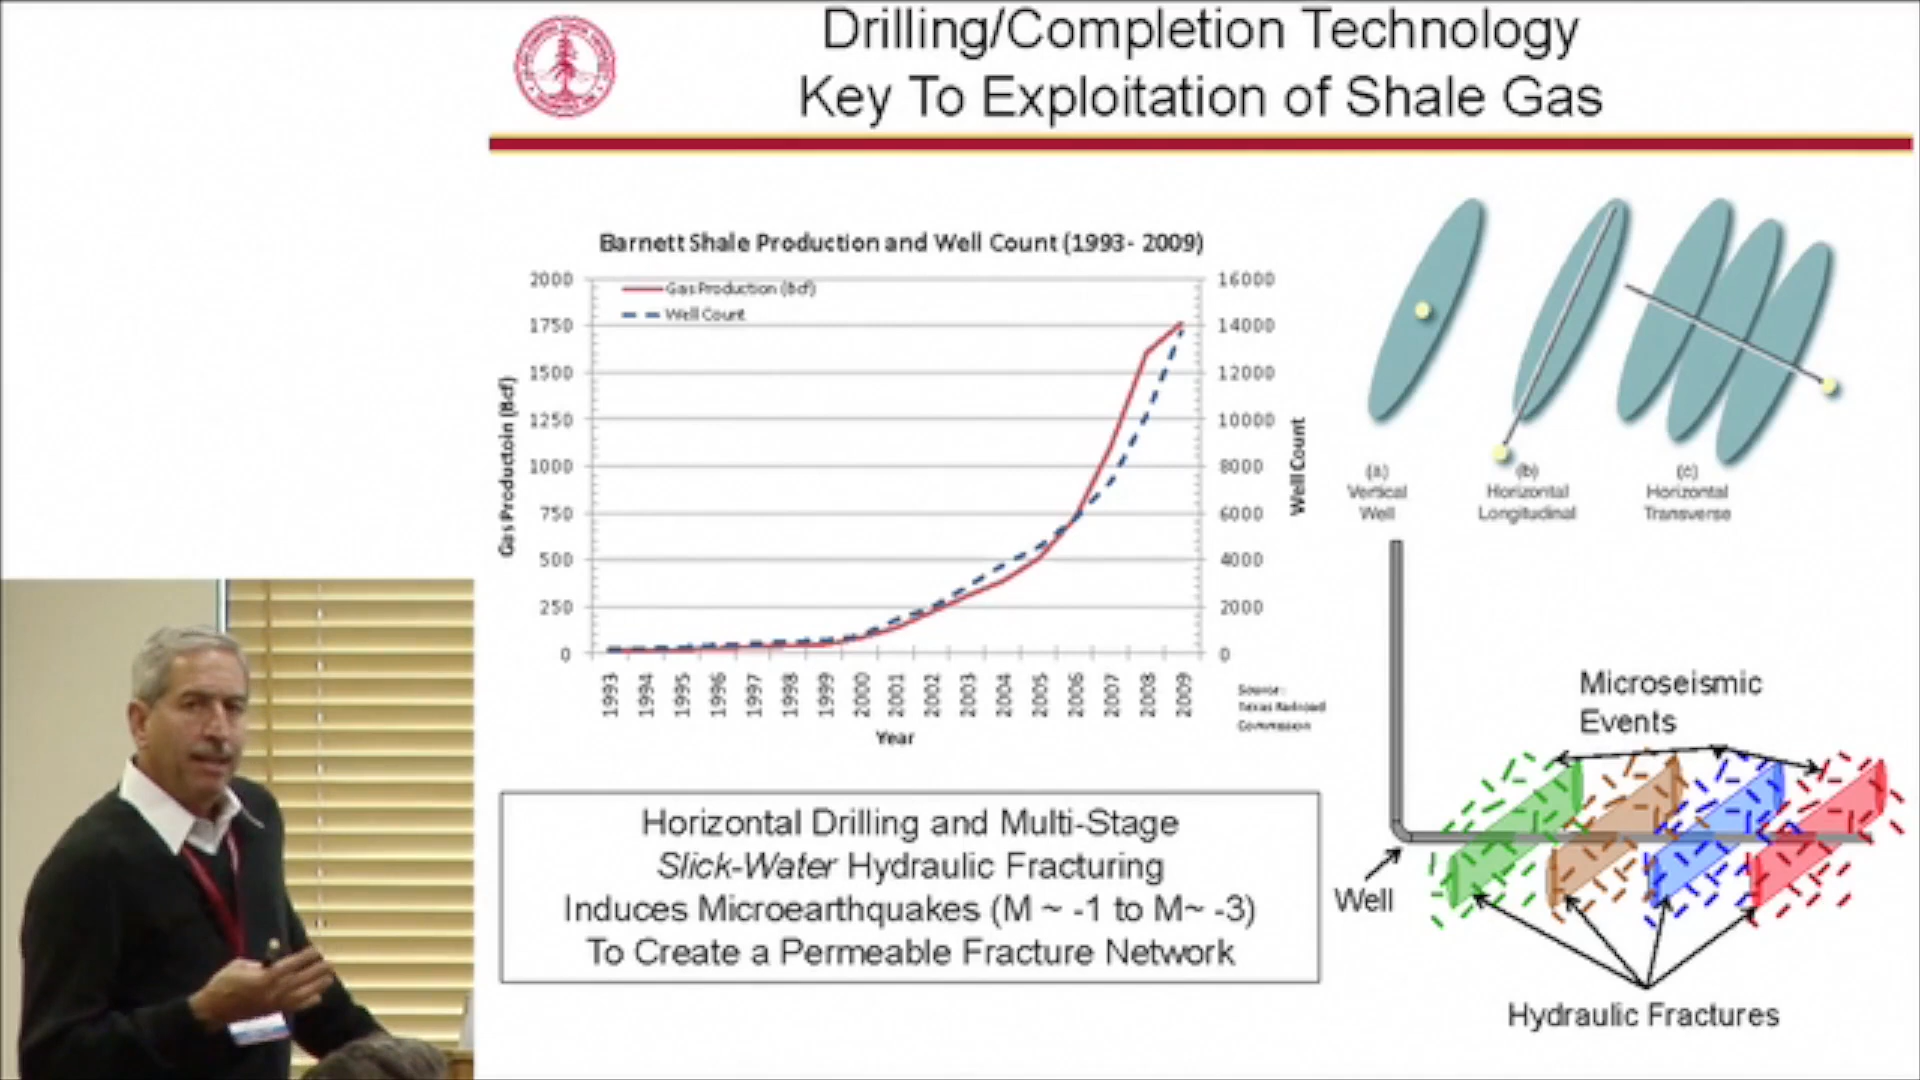 Drilling/Completion Technology
Key To Exploitation of Shale Gas
Barnett Shale Production and Well Count (1993- 2009)
Gas Production (Bcf)
Well Count
2000
1750
1500
1250
1000
750
500
250
0
Gas Productoin (Bcf)
16000
14000
12000
10000
8000
6000
4000
2000
0
Well Count
1993 1994 1995 1996 1997 1998 1999 2000 2001 2002 2003 2004 2005 2006 2007 2008 2009
Year
Source:
Texas Railroad
Commission
(a)
Vertical
Well
(b)
Horizontal
Longitudinal
(c)
Horizontal
Transverse
Horizontal Drilling and Multi-Stage
Slick-Water Hydraulic Fracturing
Induces Microearthquakes (M ~ -1 to M~ -3)
To Create a Permeable Fracture Network
Microseismic
Events
Well
Hydraulic Fractures